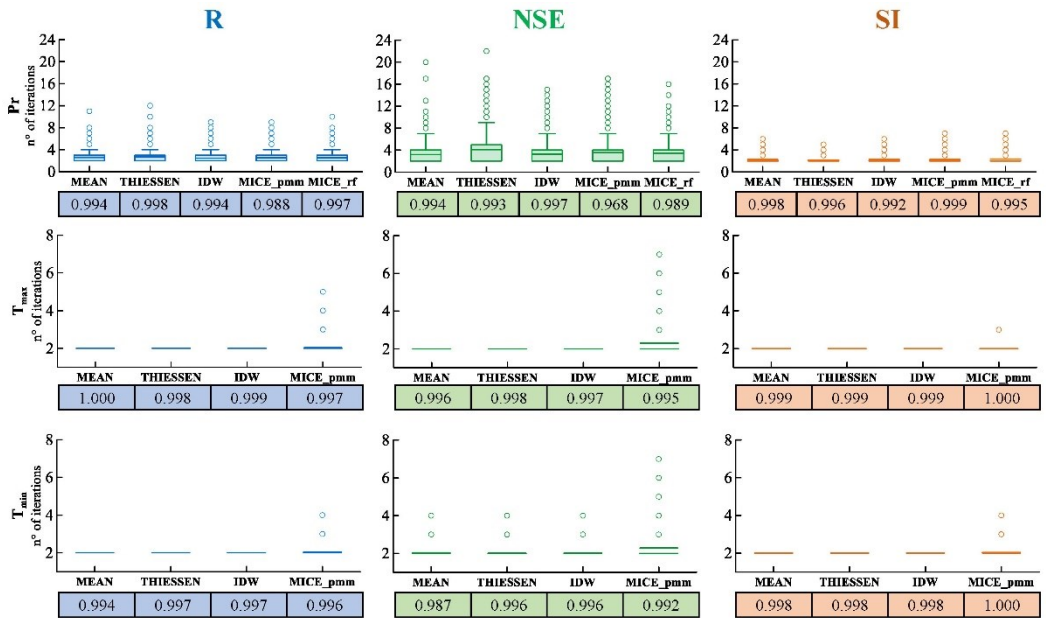 R NSE SI
Pr
n° of iterations
24 24 24
20 20 20
16 16 16
12 12 12
8 8 8
4 4 4
0 0 0
MEAN THIESSEN IDW MICE_pmm MICE_rf MEAN THIESSEN IDW MICE_pmm MICE_rf MEAN THIESSEN IDW MICE_pmm MICE_rf
0.994 0.998 0.994 0.988 0.997 0.994 0.993 0.997 0.968 0.989 0.998 0.996 0.992 0.999 0.995
Tmax
n° of iterations
8 8 8
6 6 6
4 4 4
2 2 2
MEAN THIESSEN IDW MICE_pmm MEAN THIESSEN IDW MICE_pmm MEAN THIESSEN IDW MICE_pmm
1.000 0.998 0.999 0.997 0.996 0.998 0.997 0.995 0.999 0.999 0.999 1.000
Tmin
n° of iterations
8 8 8
6 6 6
4 4 4
2 2 2
MEAN THIESSEN IDW MICE_pmm MEAN THIESSEN IDW MICE_pmm MEAN THIESSEN IDW MICE_pmm
0.994 0.997 0.997 0.996 0.987 0.996 0.996 0.992 0.998 0.998 0.998 1.000